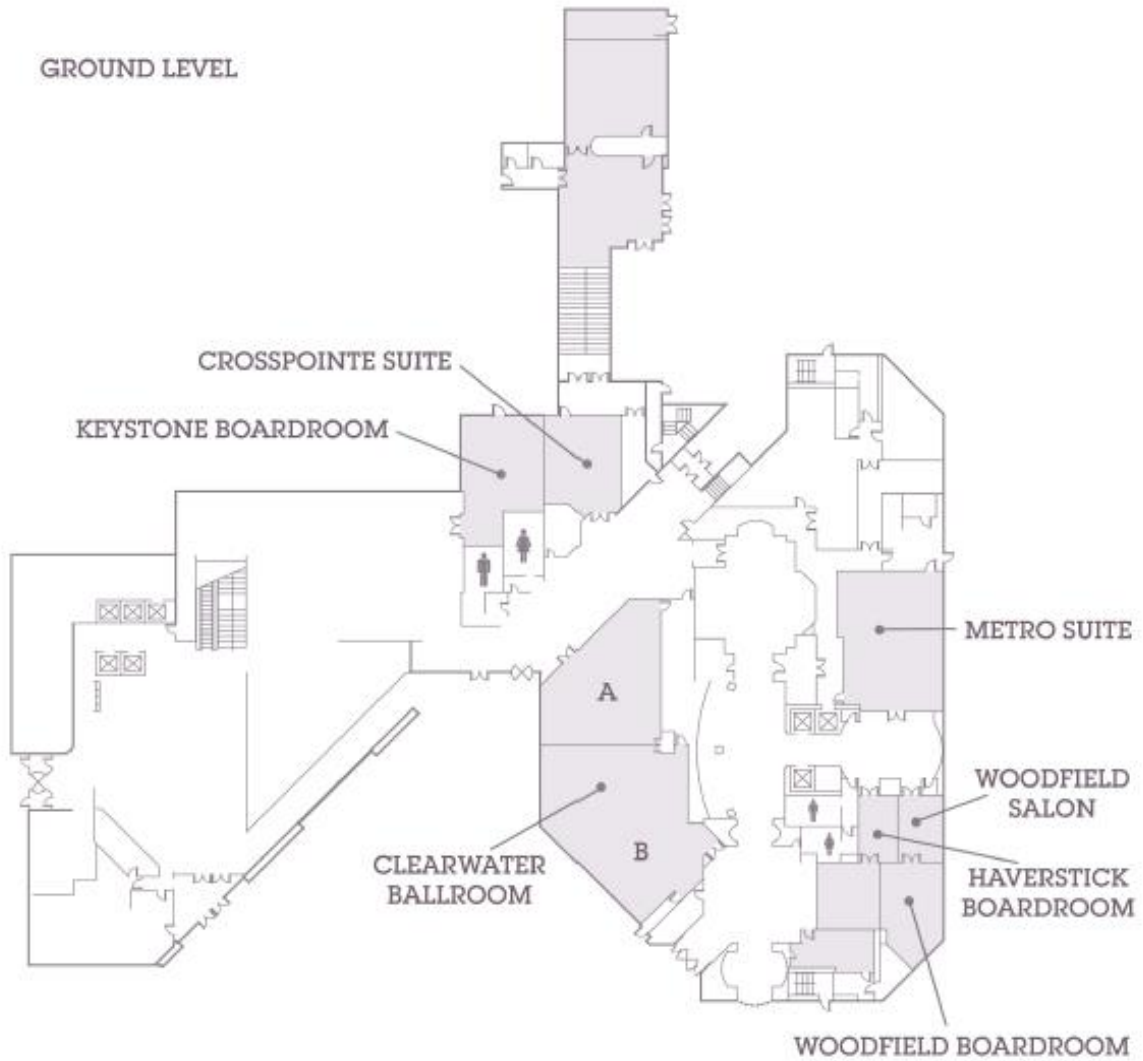 GROUND LEVEL
CROSSPOINTE SUITE
KEYSTONE BOARDROOM
METRO SUITE
A
WOODFIELD
SALON
CLEARWATER
BALLROOM
B
HAVERSTICK
BOARDROOM
WOODFIELD BOARDROOM